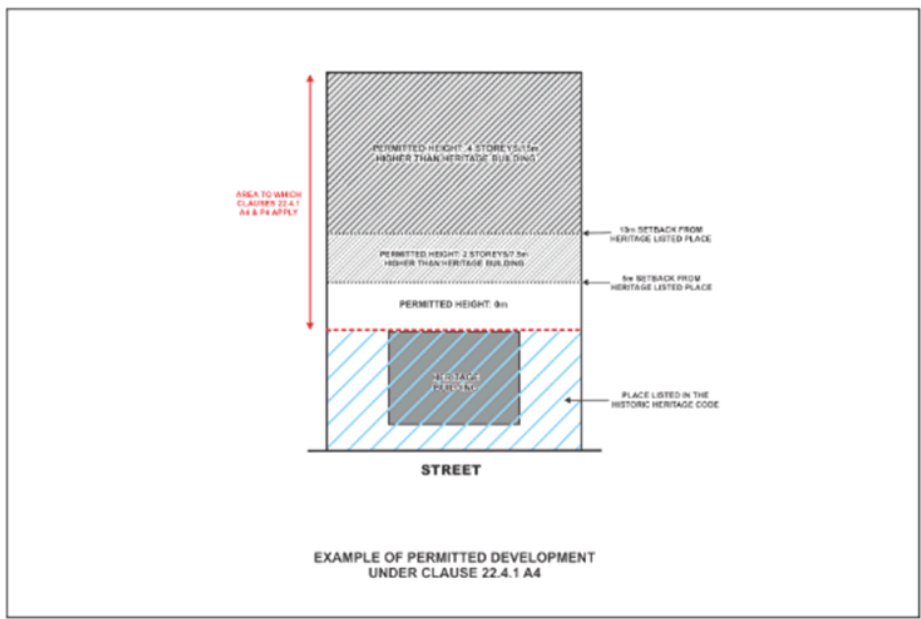 PERMITTED HEIGHT: 4 STOREYS/15m
HIGHER THAN HERITAGE BUILDING
AREA TO WHICH
CLAUSES 22.4.1
A4 & P4 APPLY
10m SETBACK FROM
HERITAGE LISTED PLACE
PERMITTED HEIGHT: 2 STOREYS/7.5m
HIGHER THAN HERITAGE BUILDING
5m SETBACK FROM
HERITAGE LISTED PLACE
PERMITTED HEIGHT: 0m
HERITAGE
BUILDING
PLACE LISTED IN THE
HISTORIC HERITAGE CODE
STREET
EXAMPLE OF PERMITTED DEVELOPMENT
UNDER CLAUSE 22.4.1 A4